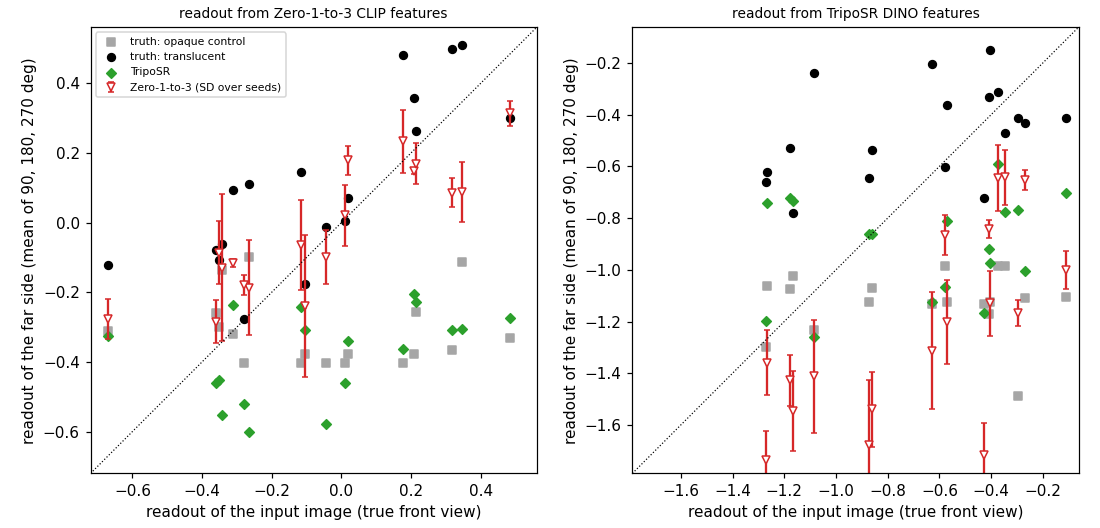 readout from Zero-1-to-3 CLIP features
truth: opaque control
truth: translucent
TripoSR
Zero-1-to-3 (SD over seeds)
0.4
0.2
0.0
−0.2
−0.4
−0.6
readout of the far side (mean of 90, 180, 270 deg)
−0.6
−0.4
−0.2
0.0
0.2
0.4
readout of the input image (true front view)
readout from TripoSR DINO features
−0.2
−0.4
−0.6
−0.8
−1.0
−1.2
−1.4
−1.6
readout of the far side (mean of 90, 180, 270 deg)
−1.6
−1.4
−1.2
−1.0
−0.8
−0.6
−0.4
−0.2
readout of the input image (true front view)